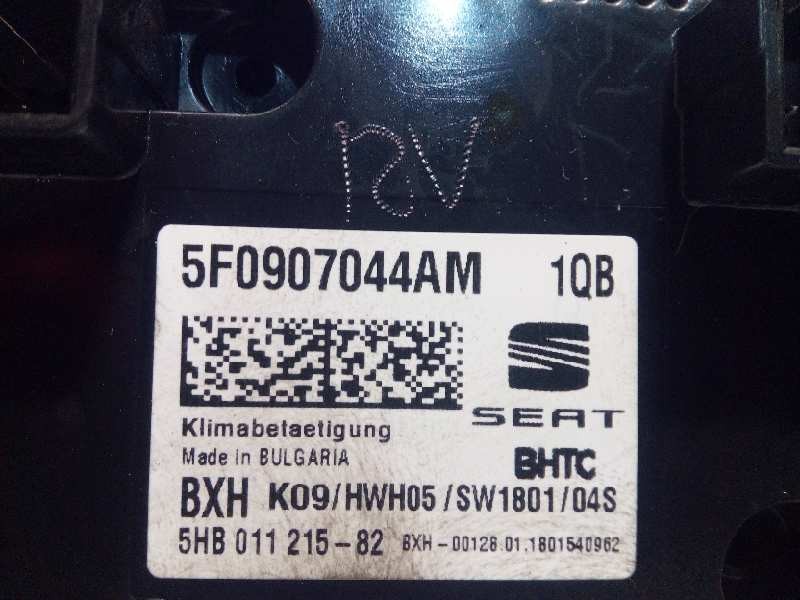 RV
5F0907044AM 1QB
SEAT
Klimabetaetigung
Made in BULGARIA
BHTC
BXH K09/HWH05/SW1801/04S
5HB 011 215-82 BXH-00128.01.1801540962